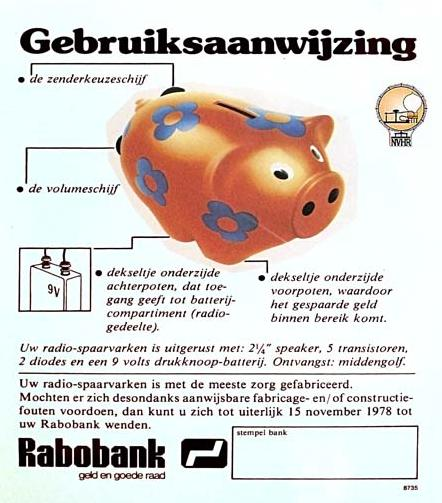 Gebruiksaanwijzing
• de zenderkeuzeschijf
NVHR
• de volumeschijf
9V
• dekseltje onderzijde
achterpoten, dat toe-
gang geeft tot batterij-
compartiment (radio-
gedeelte).
• dekseltje onderzijde
voorpoten, waardoor
het gespaarde geld
binnen bereik komt.
Uw radio-spaarvarken is uitgerust met: 2¼" speaker, 5 transistoren,
2 diodes en een 9 volts drukknoop-batterij. Ontvangst: middengolf.
Uw radio-spaarvarken is met de meeste zorg gefabriceerd.
Mochten er zich desondanks aanwijsbare fabricage- en/of constructie-
fouten voordoen, dan kunt u zich tot uiterlijk 15 november 1978 tot
uw Rabobank wenden.
Rabobank
geld en goede raad
stempel bank
8735